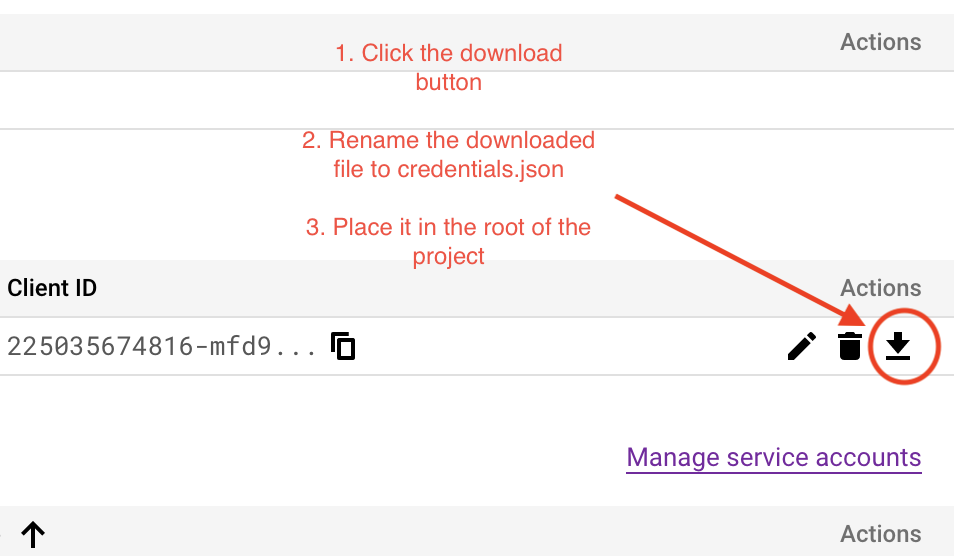 Actions
1. Click the download
button
2. Rename the downloaded
file to credentials.json
3. Place it in the root of the
project
Client ID
Actions
225035674816-mfd9...
Manage service accounts
Actions